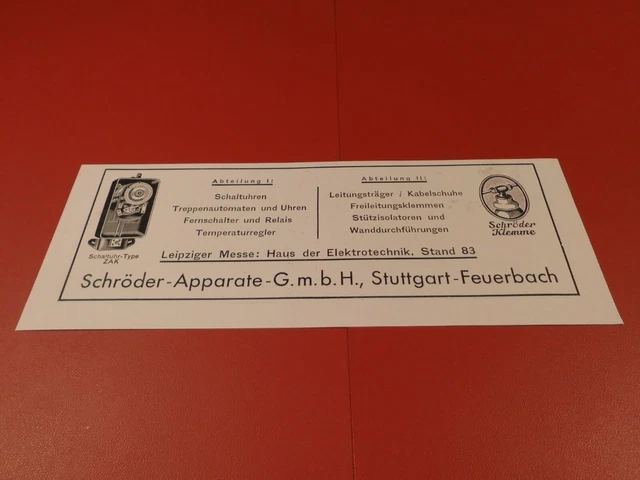 Abteilung I:
Schaltuhren
Treppenautomaten und Uhren
Fernschalter und Relais
Temperaturregler
Abteilung II:
Leitungsträger / Kabelschuhe
Freileitungsklemmen
Stützisolatoren und
Wanddurchführungen
Schaltuhr-Type
ZAK
Schröder
Klemme
Leipziger Messe: Haus der Elektrotechnik, Stand 83
Schröder-Apparate-G.m.b.H., Stuttgart-Feuerbach